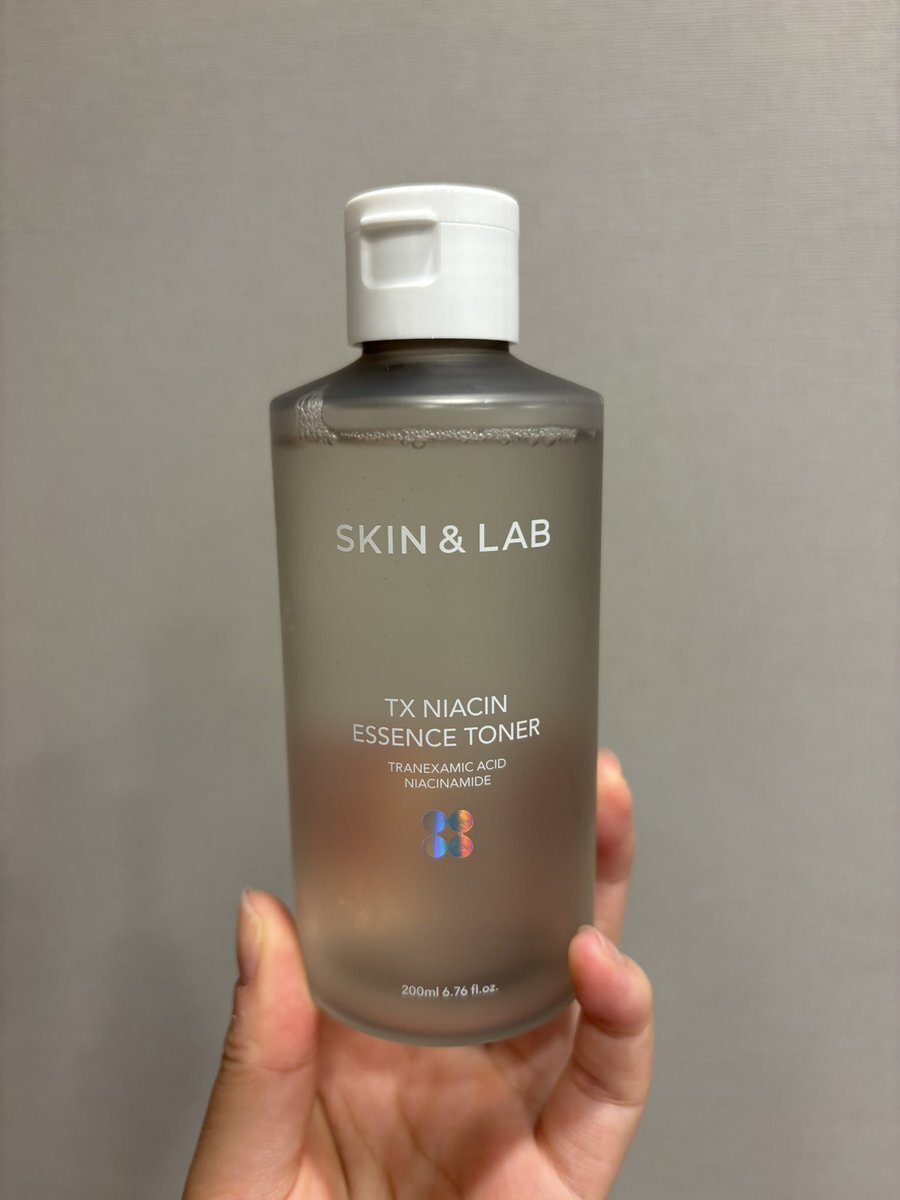 SKIN & LAB
TX NIACIN
ESSENCE TONER
TRANEXAMIC ACID
NIACINAMIDE
200ml 6.76 fl.oz.